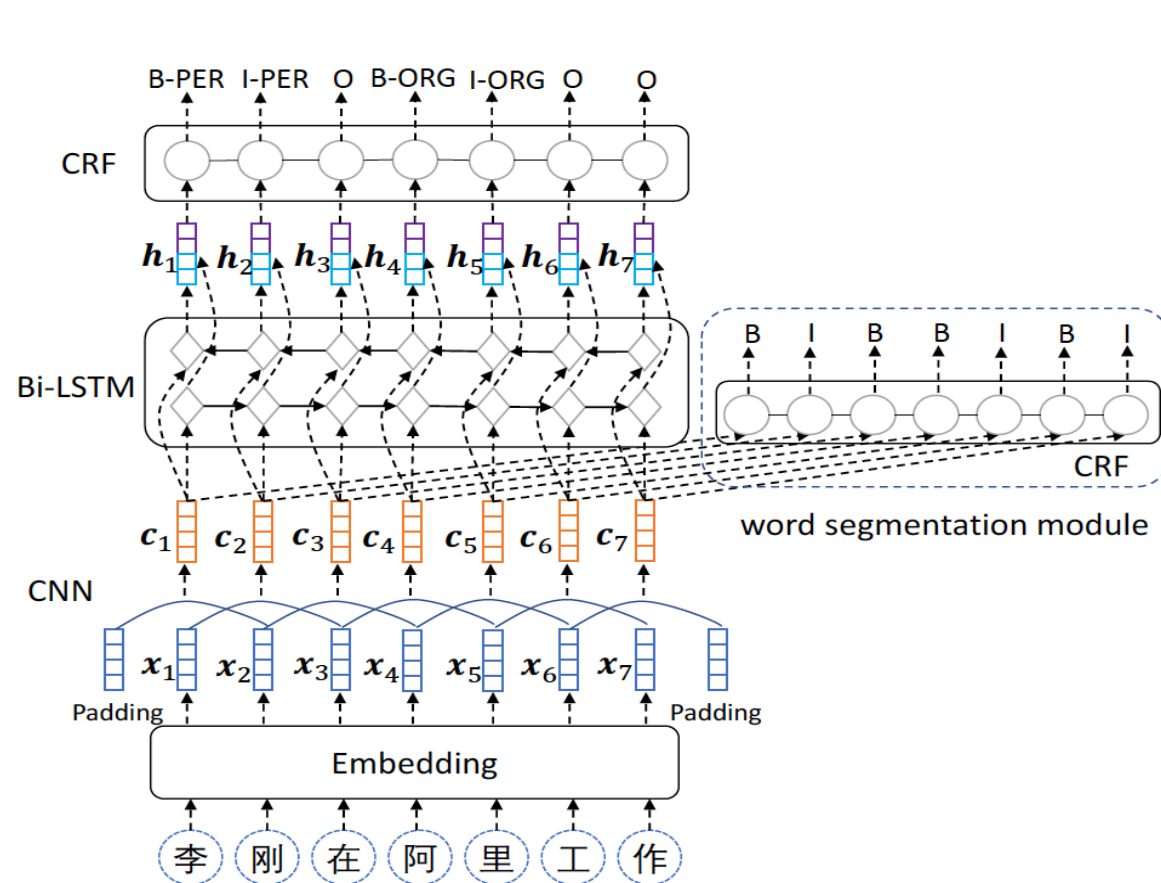 B-PER I-PER O B-ORG I-ORG O O
CRF
h₁ h₂ h₃ h₄ h₅ h₆ h₇
B I B B I B I
Bi-LSTM
CRF
word segmentation module
c₁ c₂ c₃ c₄ c₅ c₆ c₇
CNN
x₁ x₂ x₃ x₄ x₅ x₆ x₇
Padding Padding
Embedding
李 刚 在 阿 里 工 作